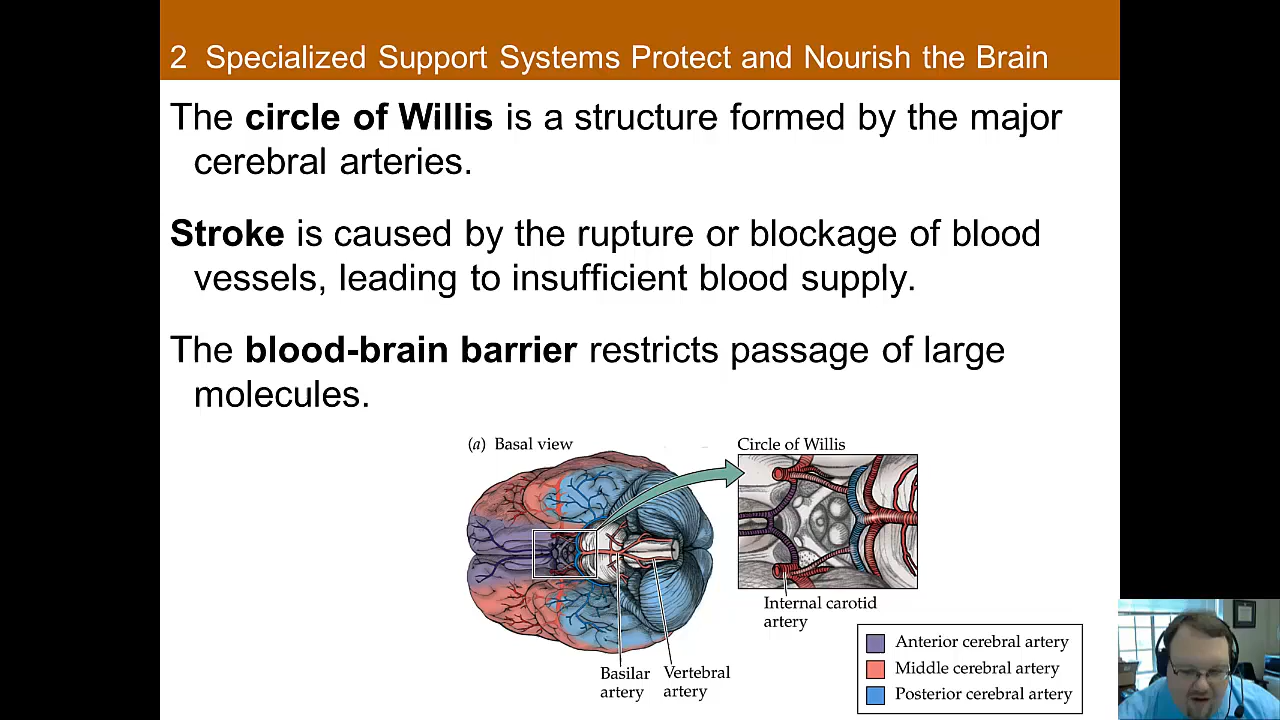 2 Specialized Support Systems Protect and Nourish the Brain
The circle of Willis is a structure formed by the major
cerebral arteries.
Stroke is caused by the rupture or blockage of blood
vessels, leading to insufficient blood supply.
The blood-brain barrier restricts passage of large
molecules.
(a) Basal view
Circle of Willis
Internal carotid
artery
Basilar
artery
Vertebral
artery
Anterior cerebral artery
Middle cerebral artery
Posterior cerebral artery